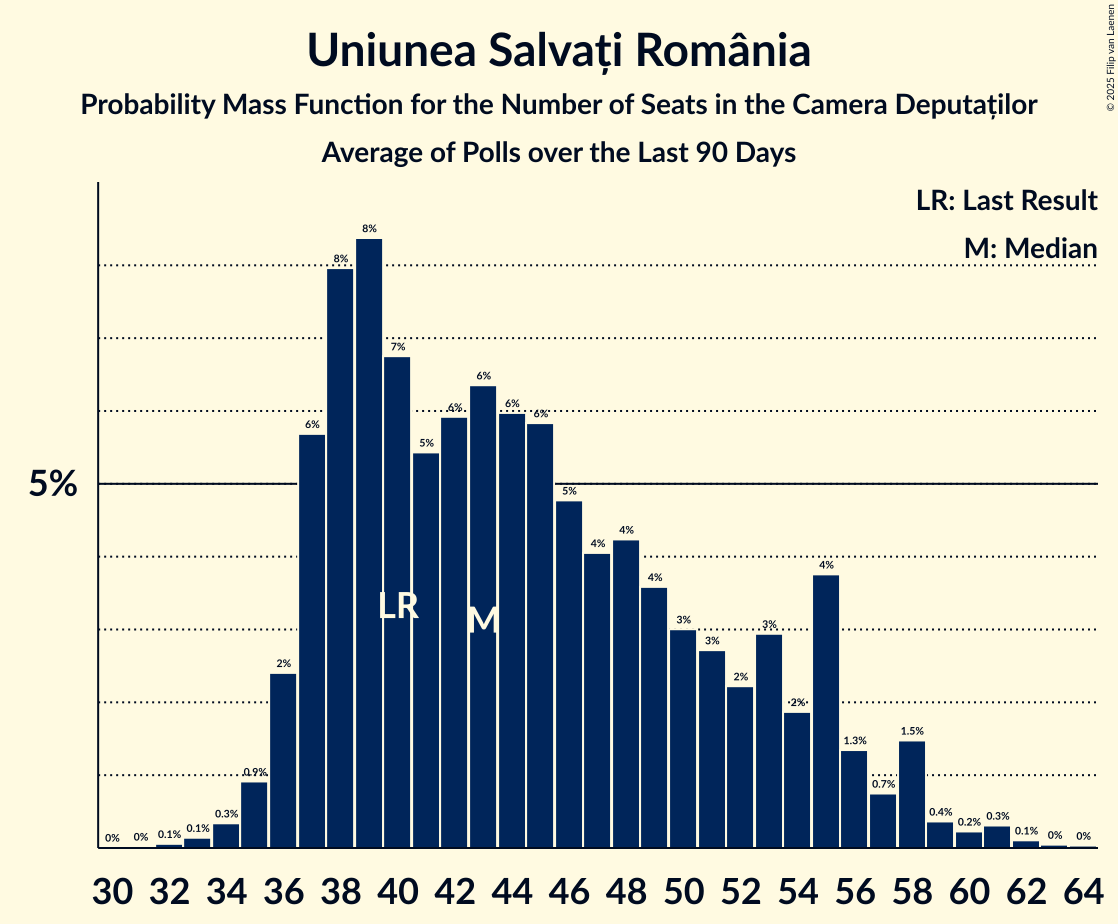 Uniunea Salvați România
Probability Mass Function for the Number of Seats in the Camera Deputaților
Average of Polls over the Last 90 Days
© 2025 Filip van Laenen
LR: Last Result
M: Median
5%
0% 0% 0.1% 0.1% 0.3% 0.9% 2% 6% 8% 8% 7% 5% 6% 6% 6% 6% 5% 4% 4% 4% 3% 3% 2% 3% 2% 4% 1.3% 0.7% 1.5% 0.4% 0.2% 0.3% 0.1% 0% 0%
LR
M
30 32 34 36 38 40 42 44 46 48 50 52 54 56 58 60 62 64